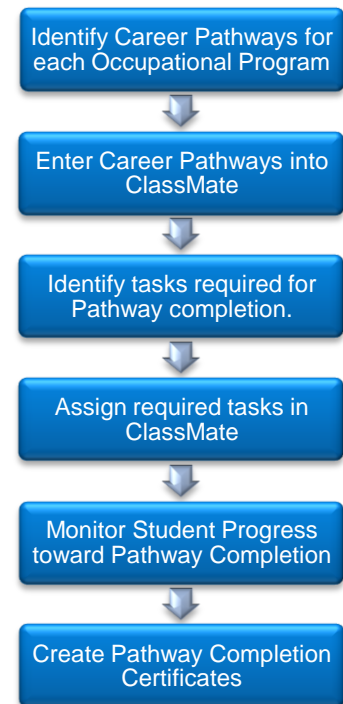 Identify Career Pathways for
each Occupational Program
Enter Career Pathways into
ClassMate
Identify tasks required for
Pathway completion.
Assign required tasks in
ClassMate
Monitor Student Progress
toward Pathway Completion
Create Pathway Completion
Certificates